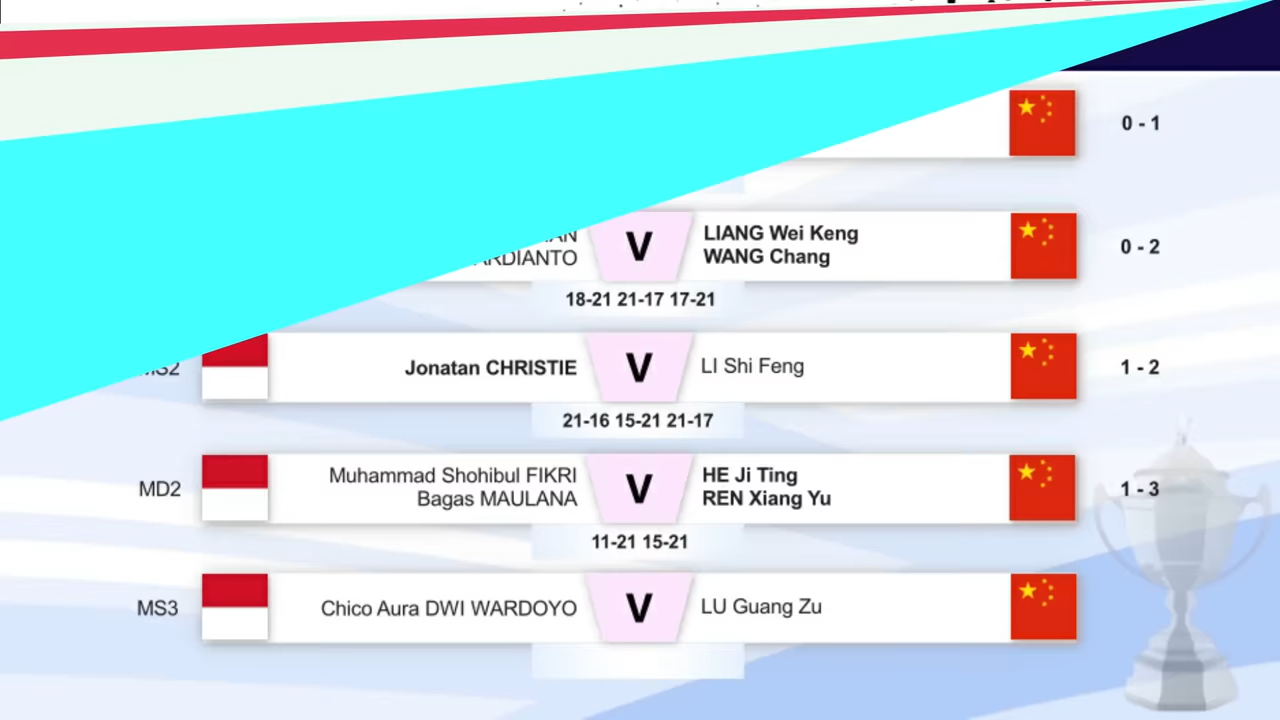 0 - 1
LIANG Wei Keng
WANG Chang
0 - 2
18-21 21-17 17-21
Jonatan CHRISTIE
V
LI Shi Feng
1 - 2
21-16 15-21 21-17
MD2
Muhammad Shohibul FIKRI
Bagas MAULANA
V
HE Ji Ting
REN Xiang Yu
1 - 3
11-21 15-21
MS3
Chico Aura DWI WARDOYO
V
LU Guang Zu